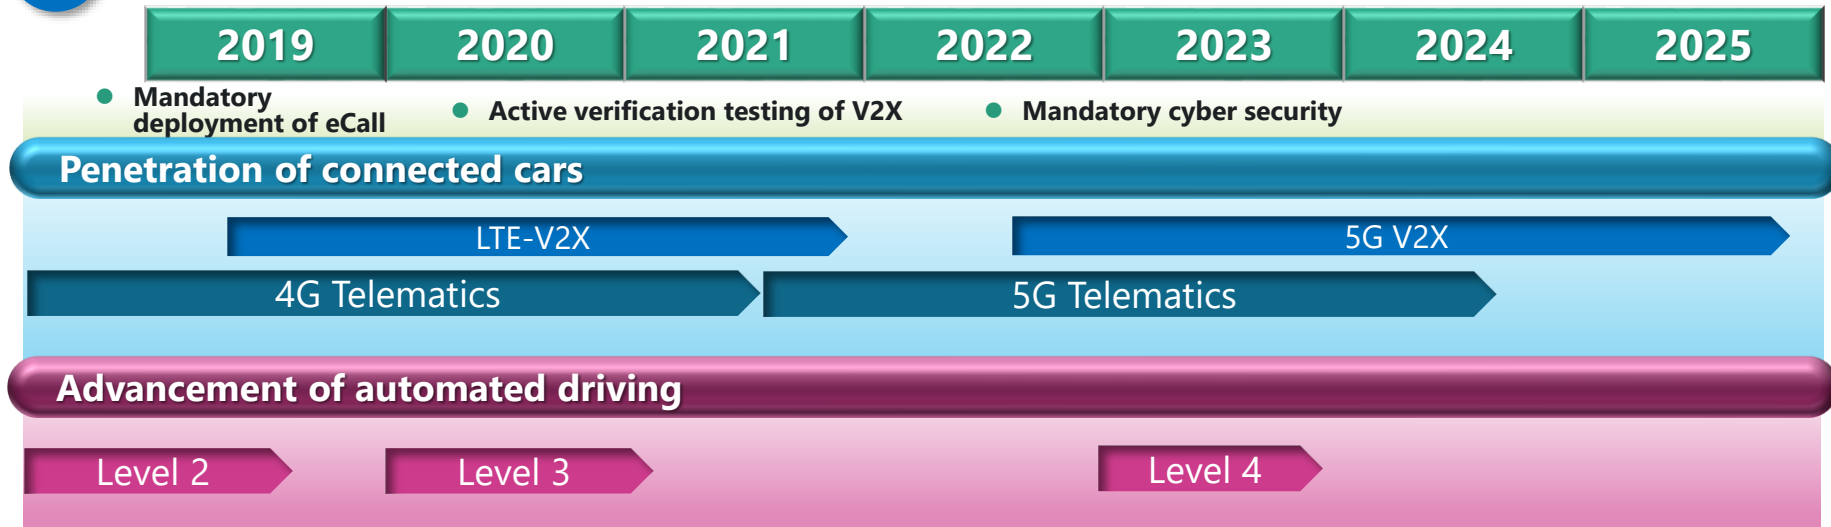 2019 2020 2021 2022 2023 2024 2025
Mandatory
deployment of eCall
Active verification testing of V2X
Mandatory cyber security
Penetration of connected cars
LTE-V2X
5G V2X
4G Telematics
5G Telematics
Advancement of automated driving
Level 2
Level 3
Level 4